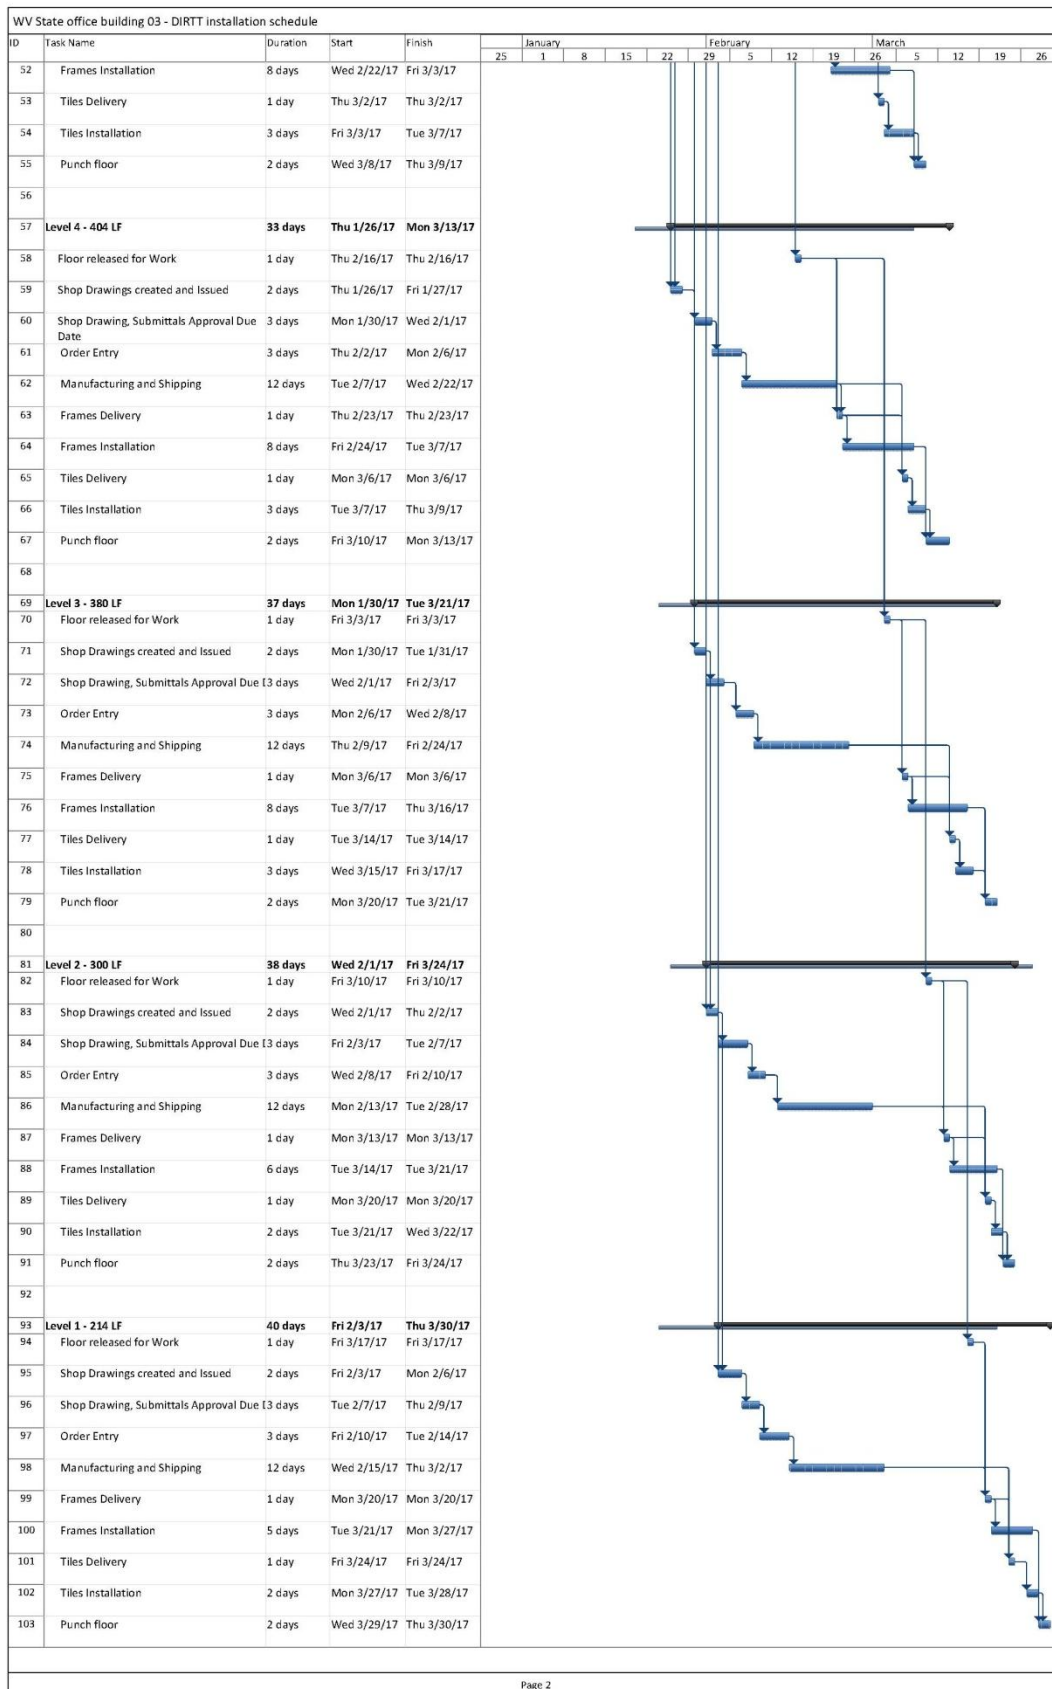 WV State office building 03 - DIRTT installation schedule
ID Task Name Duration Start Finish January February March
25 1 8 15 22 29 5 12 19 26 5 12 19 26
52 Frames Installation 8 days Wed 2/22/17 Fri 3/3/17
53 Tiles Delivery 1 day Thu 3/2/17 Thu 3/2/17
54 Tiles Installation 3 days Fri 3/3/17 Tue 3/7/17
55 Punch floor 2 days Wed 3/8/17 Thu 3/9/17
56
57 Level 4 - 404 LF 33 days Thu 1/26/17 Mon 3/13/17
58 Floor released for Work 1 day Thu 2/16/17 Thu 2/16/17
59 Shop Drawings created and Issued 2 days Thu 1/26/17 Fri 1/27/17
60 Shop Drawing, Submittals Approval Due 3 days Mon 1/30/17 Wed 2/1/17
Date
61 Order Entry 3 days Thu 2/2/17 Mon 2/6/17
62 Manufacturing and Shipping 12 days Tue 2/7/17 Wed 2/22/17
63 Frames Delivery 1 day Thu 2/23/17 Thu 2/23/17
64 Frames Installation 8 days Fri 2/24/17 Tue 3/7/17
65 Tiles Delivery 1 day Mon 3/6/17 Mon 3/6/17
66 Tiles Installation 3 days Tue 3/7/17 Thu 3/9/17
67 Punch floor 2 days Fri 3/10/17 Mon 3/13/17
68
69 Level 3 - 380 LF 37 days Mon 1/30/17 Tue 3/21/17
70 Floor released for Work 1 day Fri 3/3/17 Fri 3/3/17
71 Shop Drawings created and Issued 2 days Mon 1/30/17 Tue 1/31/17
72 Shop Drawing, Submittals Approval Due 3 days Wed 2/1/17 Fri 2/3/17
73 Order Entry 3 days Mon 2/6/17 Wed 2/8/17
74 Manufacturing and Shipping 12 days Thu 2/9/17 Fri 2/24/17
75 Frames Delivery 1 day Mon 3/6/17 Mon 3/6/17
76 Frames Installation 8 days Tue 3/7/17 Thu 3/16/17
77 Tiles Delivery 1 day Tue 3/14/17 Tue 3/14/17
78 Tiles Installation 3 days Wed 3/15/17 Fri 3/17/17
79 Punch floor 2 days Mon 3/20/17 Tue 3/21/17
80
81 Level 2 - 300 LF 38 days Wed 2/1/17 Fri 3/24/17
82 Floor released for Work 1 day Fri 3/10/17 Fri 3/10/17
83 Shop Drawings created and Issued 2 days Wed 2/1/17 Thu 2/2/17
84 Shop Drawing, Submittals Approval Due 3 days Fri 2/3/17 Tue 2/7/17
85 Order Entry 3 days Wed 2/8/17 Fri 2/10/17
86 Manufacturing and Shipping 12 days Mon 2/13/17 Tue 2/28/17
87 Frames Delivery 1 day Mon 3/13/17 Mon 3/13/17
88 Frames Installation 6 days Tue 3/14/17 Tue 3/21/17
89 Tiles Delivery 1 day Mon 3/20/17 Mon 3/20/17
90 Tiles Installation 2 days Tue 3/21/17 Wed 3/22/17
91 Punch floor 2 days Thu 3/23/17 Fri 3/24/17
92
93 Level 1 - 214 LF 40 days Fri 2/3/17 Thu 3/30/17
94 Floor released for Work 1 day Fri 3/17/17 Fri 3/17/17
95 Shop Drawings created and Issued 2 days Fri 2/3/17 Mon 2/6/17
96 Shop Drawing, Submittals Approval Due 3 days Tue 2/7/17 Thu 2/9/17
97 Order Entry 3 days Fri 2/10/17 Tue 2/14/17
98 Manufacturing and Shipping 12 days Wed 2/15/17 Thu 3/2/17
99 Frames Delivery 1 day Mon 3/20/17 Mon 3/20/17
100 Frames Installation 5 days Tue 3/21/17 Mon 3/27/17
101 Tiles Delivery 1 day Fri 3/24/17 Fri 3/24/17
102 Tiles Installation 2 days Mon 3/27/17 Tue 3/28/17
103 Punch floor 2 days Wed 3/29/17 Thu 3/30/17
Page 2